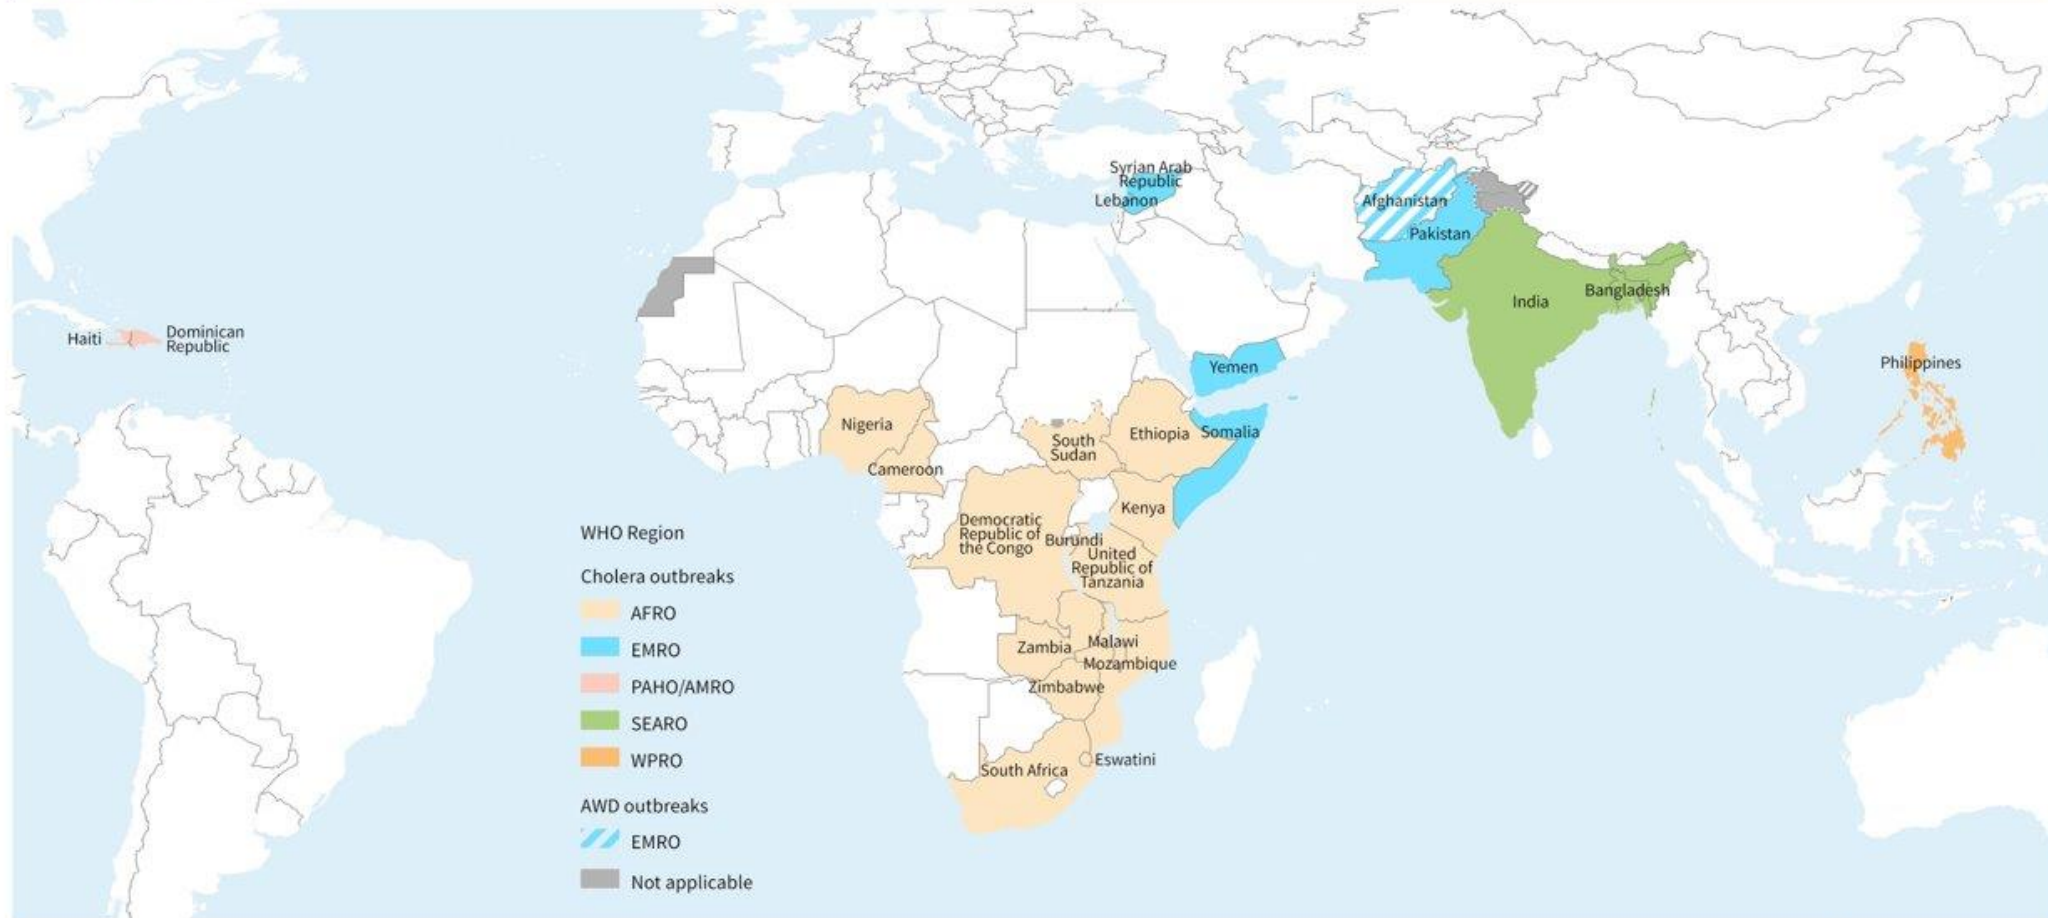 Syrian Arab
Republic
Lebanon
Afghanistan
Pakistan
India
Bangladesh
Haiti
Dominican
Republic
Yemen
Philippines
Nigeria
Cameroon
South
Sudan
Ethiopia
Somalia
Kenya
Democratic
Republic of
the Congo
Burundi
United
Republic of
Tanzania
Zambia
Malawi
Mozambique
Zimbabwe
South Africa
Eswatini
WHO Region
Cholera outbreaks
AFRO
EMRO
PAHO/AMRO
SEARO
WPRO
AWD outbreaks
EMRO
Not applicable